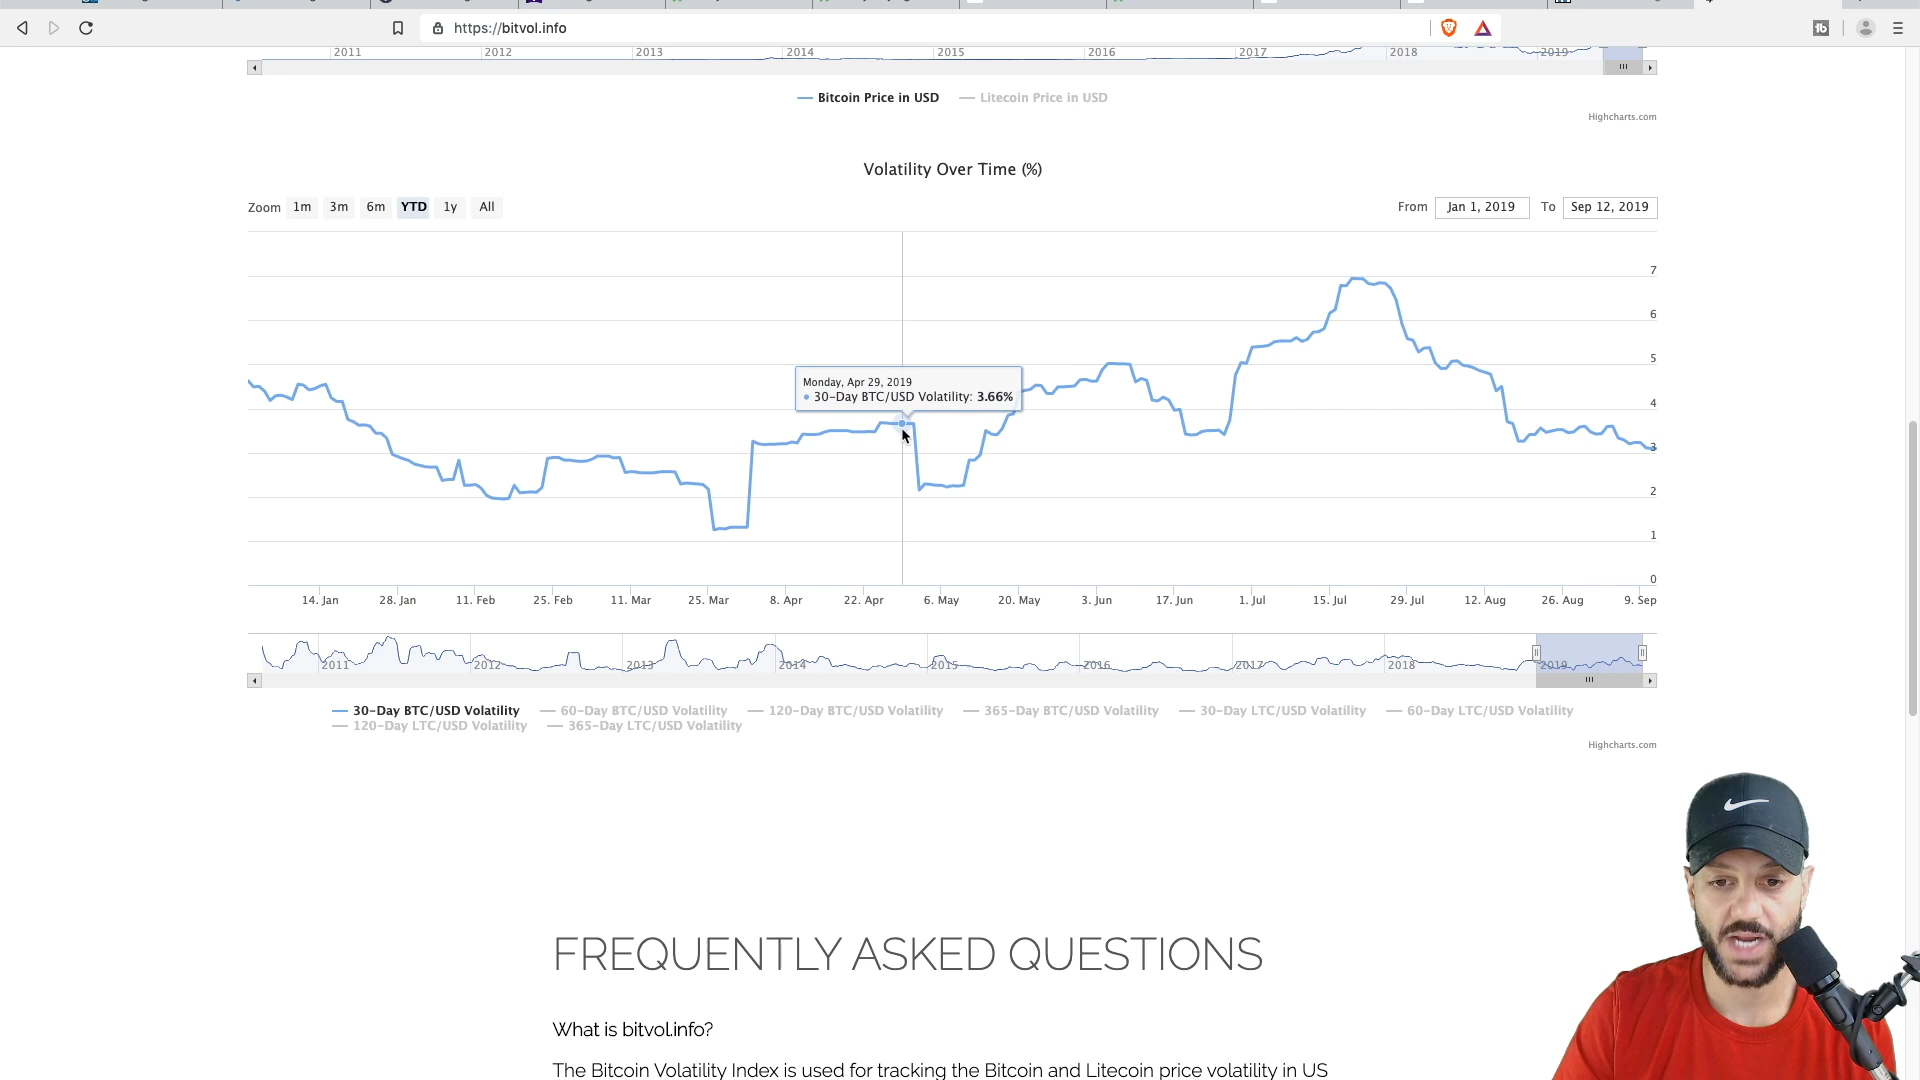 https://bitvol.info
2011 2012 2013 2014 2015 2016 2017 2018 2019
Bitcoin Price in USD Litecoin Price in USD
Highcharts.com
Volatility Over Time (%)
Zoom 1m 3m 6m YTD 1y All From Jan 1, 2019 To Sep 12, 2019
7
6
5
Monday, Apr 29, 2019
30-Day BTC/USD Volatility: 3.66%
4
3
2
1
0
14. Jan 28. Jan 11. Feb 25. Feb 11. Mar 25. Mar 8. Apr 22. Apr 6. May 20. May 3. Jun 17. Jun 1. Jul 15. Jul 29. Jul 12. Aug 26. Aug 9. Sep
2011 2012 2013 2014 2015 2016 2017 2018 2019
30-Day BTC/USD Volatility 60-Day BTC/USD Volatility 120-Day BTC/USD Volatility 365-Day BTC/USD Volatility 30-Day LTC/USD Volatility 60-Day LTC/USD Volatility
120-Day LTC/USD Volatility 365-Day LTC/USD Volatility
Highcharts.com
FREQUENTLY ASKED QUESTIONS
What is bitvol.info?
The Bitcoin Volatility Index is used for tracking the Bitcoin and Litecoin price volatility in US